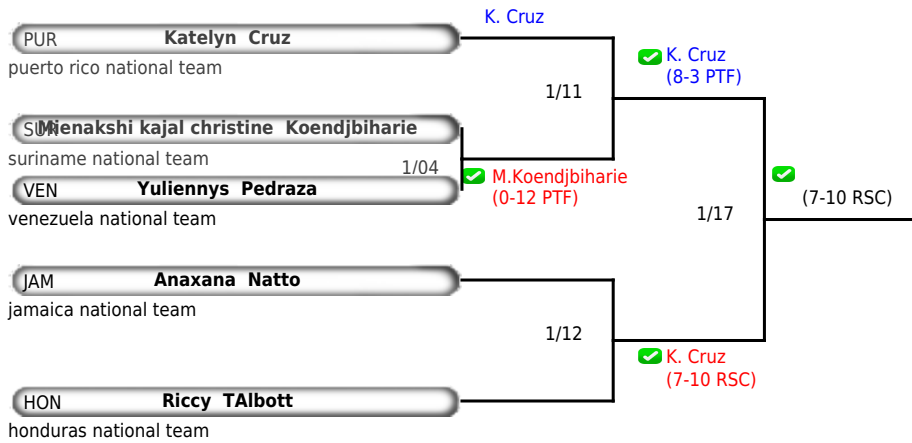 K. Cruz
PUR Katelyn Cruz
puerto rico national team
K. Cruz
(8-3 PTF)
1/11
SUR Mienakshi kajal christine Koendjbiharie
suriname national team
1/04
M.Koendjbiharie
(0-12 PTF)
VEN Yuliennys Pedraza
venezuela national team
(7-10 RSC)
1/17
JAM Anaxana Natto
jamaica national team
1/12
K. Cruz
(7-10 RSC)
HON Riccy TAlbott
honduras national team